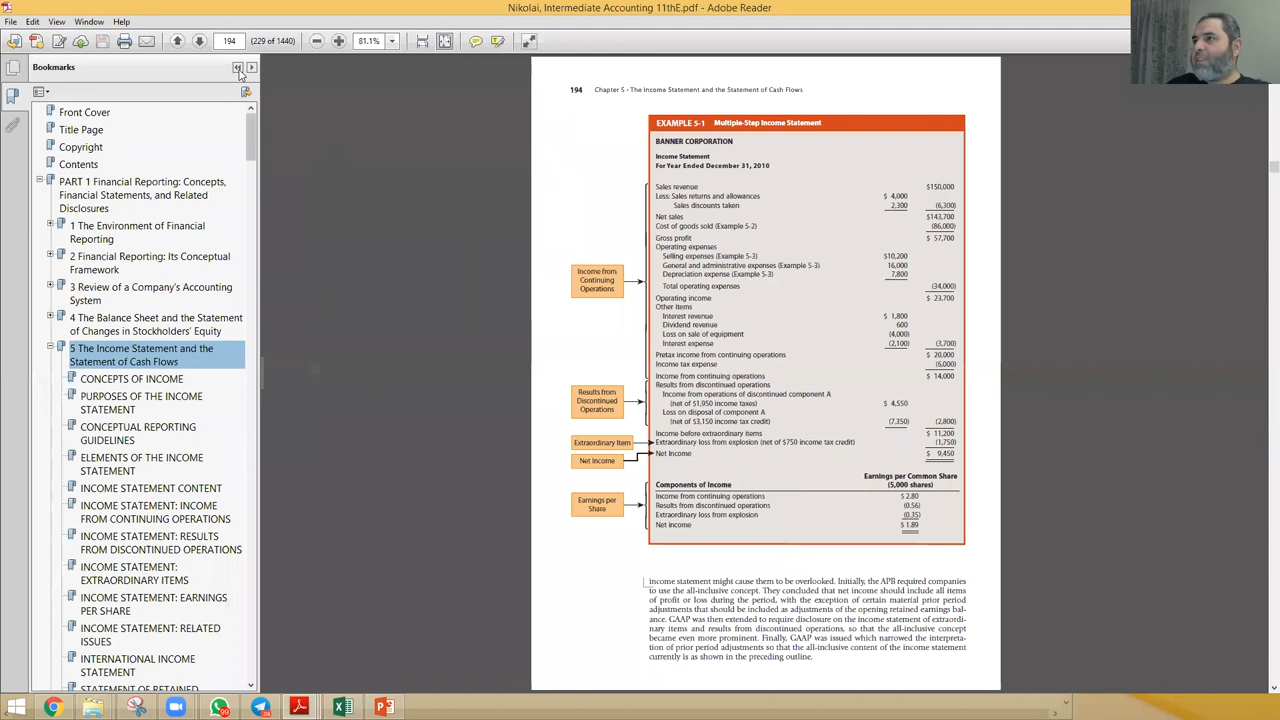 Nikolai, Intermediate Accounting 11thE.pdf - Adobe Reader
File Edit View Window Help
194 (229 of 1440) 81.1%
Bookmarks
Front Cover
Title Page
Copyright
Contents
PART 1 Financial Reporting: Concepts,
Financial Statements, and Related
Disclosures
1 The Environment of Financial
Reporting
2 Financial Reporting: Its Conceptual
Framework
3 Review of a Company's Accounting
System
4 The Balance Sheet and the Statement
of Changes in Stockholders' Equity
5 The Income Statement and the
Statement of Cash Flows
CONCEPTS OF INCOME
PURPOSES OF THE INCOME
STATEMENT
CONCEPTUAL REPORTING
GUIDELINES
ELEMENTS OF THE INCOME
STATEMENT
INCOME STATEMENT CONTENT
INCOME STATEMENT: INCOME
FROM CONTINUING OPERATIONS
INCOME STATEMENT: RESULTS
FROM DISCONTINUED OPERATIONS
INCOME STATEMENT:
EXTRAORDINARY ITEMS
INCOME STATEMENT: EARNINGS
PER SHARE
INCOME STATEMENT: RELATED
ISSUES
INTERNATIONAL INCOME
STATEMENT
STATEMENT OF RETAINED
194 Chapter 5 • The Income Statement and the Statement of Cash Flows
EXAMPLE 5-1 Multiple-Step Income Statement
BANNER CORPORATION
Income Statement
For Year Ended December 31, 2010
Sales revenue $150,000
Less: Sales returns and allowances $ 4,000
Sales discounts taken 2,300 (6,300)
Net sales $143,700
Cost of goods sold (Example 5-2) (86,000)
Gross profit $ 57,700
Operating expenses
Selling expenses (Example 5-3) $10,200
General and administrative expenses (Example 5-3) 16,000
Depreciation expense (Example 5-3) 7,800
Total operating expenses (34,000)
Operating income $ 23,700
Other items
Interest revenue $ 1,800
Dividend revenue 600
Loss on sale of equipment (4,000)
Interest expense (2,100) (3,700)
Pretax income from continuing operations $ 20,000
Income tax expense (6,000)
Income from continuing operations $ 14,000
Results from discontinued operations
Income from operations of discontinued component A
(net of $1,950 income taxes) $ 4,550
Loss on disposal of component A
(net of $3,150 income tax credit) (7,350) (2,800)
Income before extraordinary items $ 11,200
Extraordinary loss from explosion (net of $750 income tax credit) (1,750)
Net Income $ 9,450
Income from
Continuing
Operations
Results from
Discontinued
Operations
Extraordinary Item
Net Income
Earnings per
Share
Earnings per Common Share
Components of Income (5,000 shares)
Income from continuing operations $ 2.80
Results from discontinued operations (0.56)
Extraordinary loss from explosion (0.35)
Net income $ 1.89
income statement might cause them to be overlooked. Initially, the APB required companies
to use the all-inclusive concept. They concluded that net income should include all items
of profit or loss during the period, with the exception of certain material prior period
adjustments that should be included as adjustments of the opening retained earnings bal-
ance. GAAP was then extended to require disclosure on the income statement of extraordi-
nary items and results from discontinued operations, so that the all-inclusive concept
became even more prominent. Finally, GAAP was issued which narrowed the interpreta-
tion of prior period adjustments so that the all-inclusive content of the income statement
currently is as shown in the preceding outline.